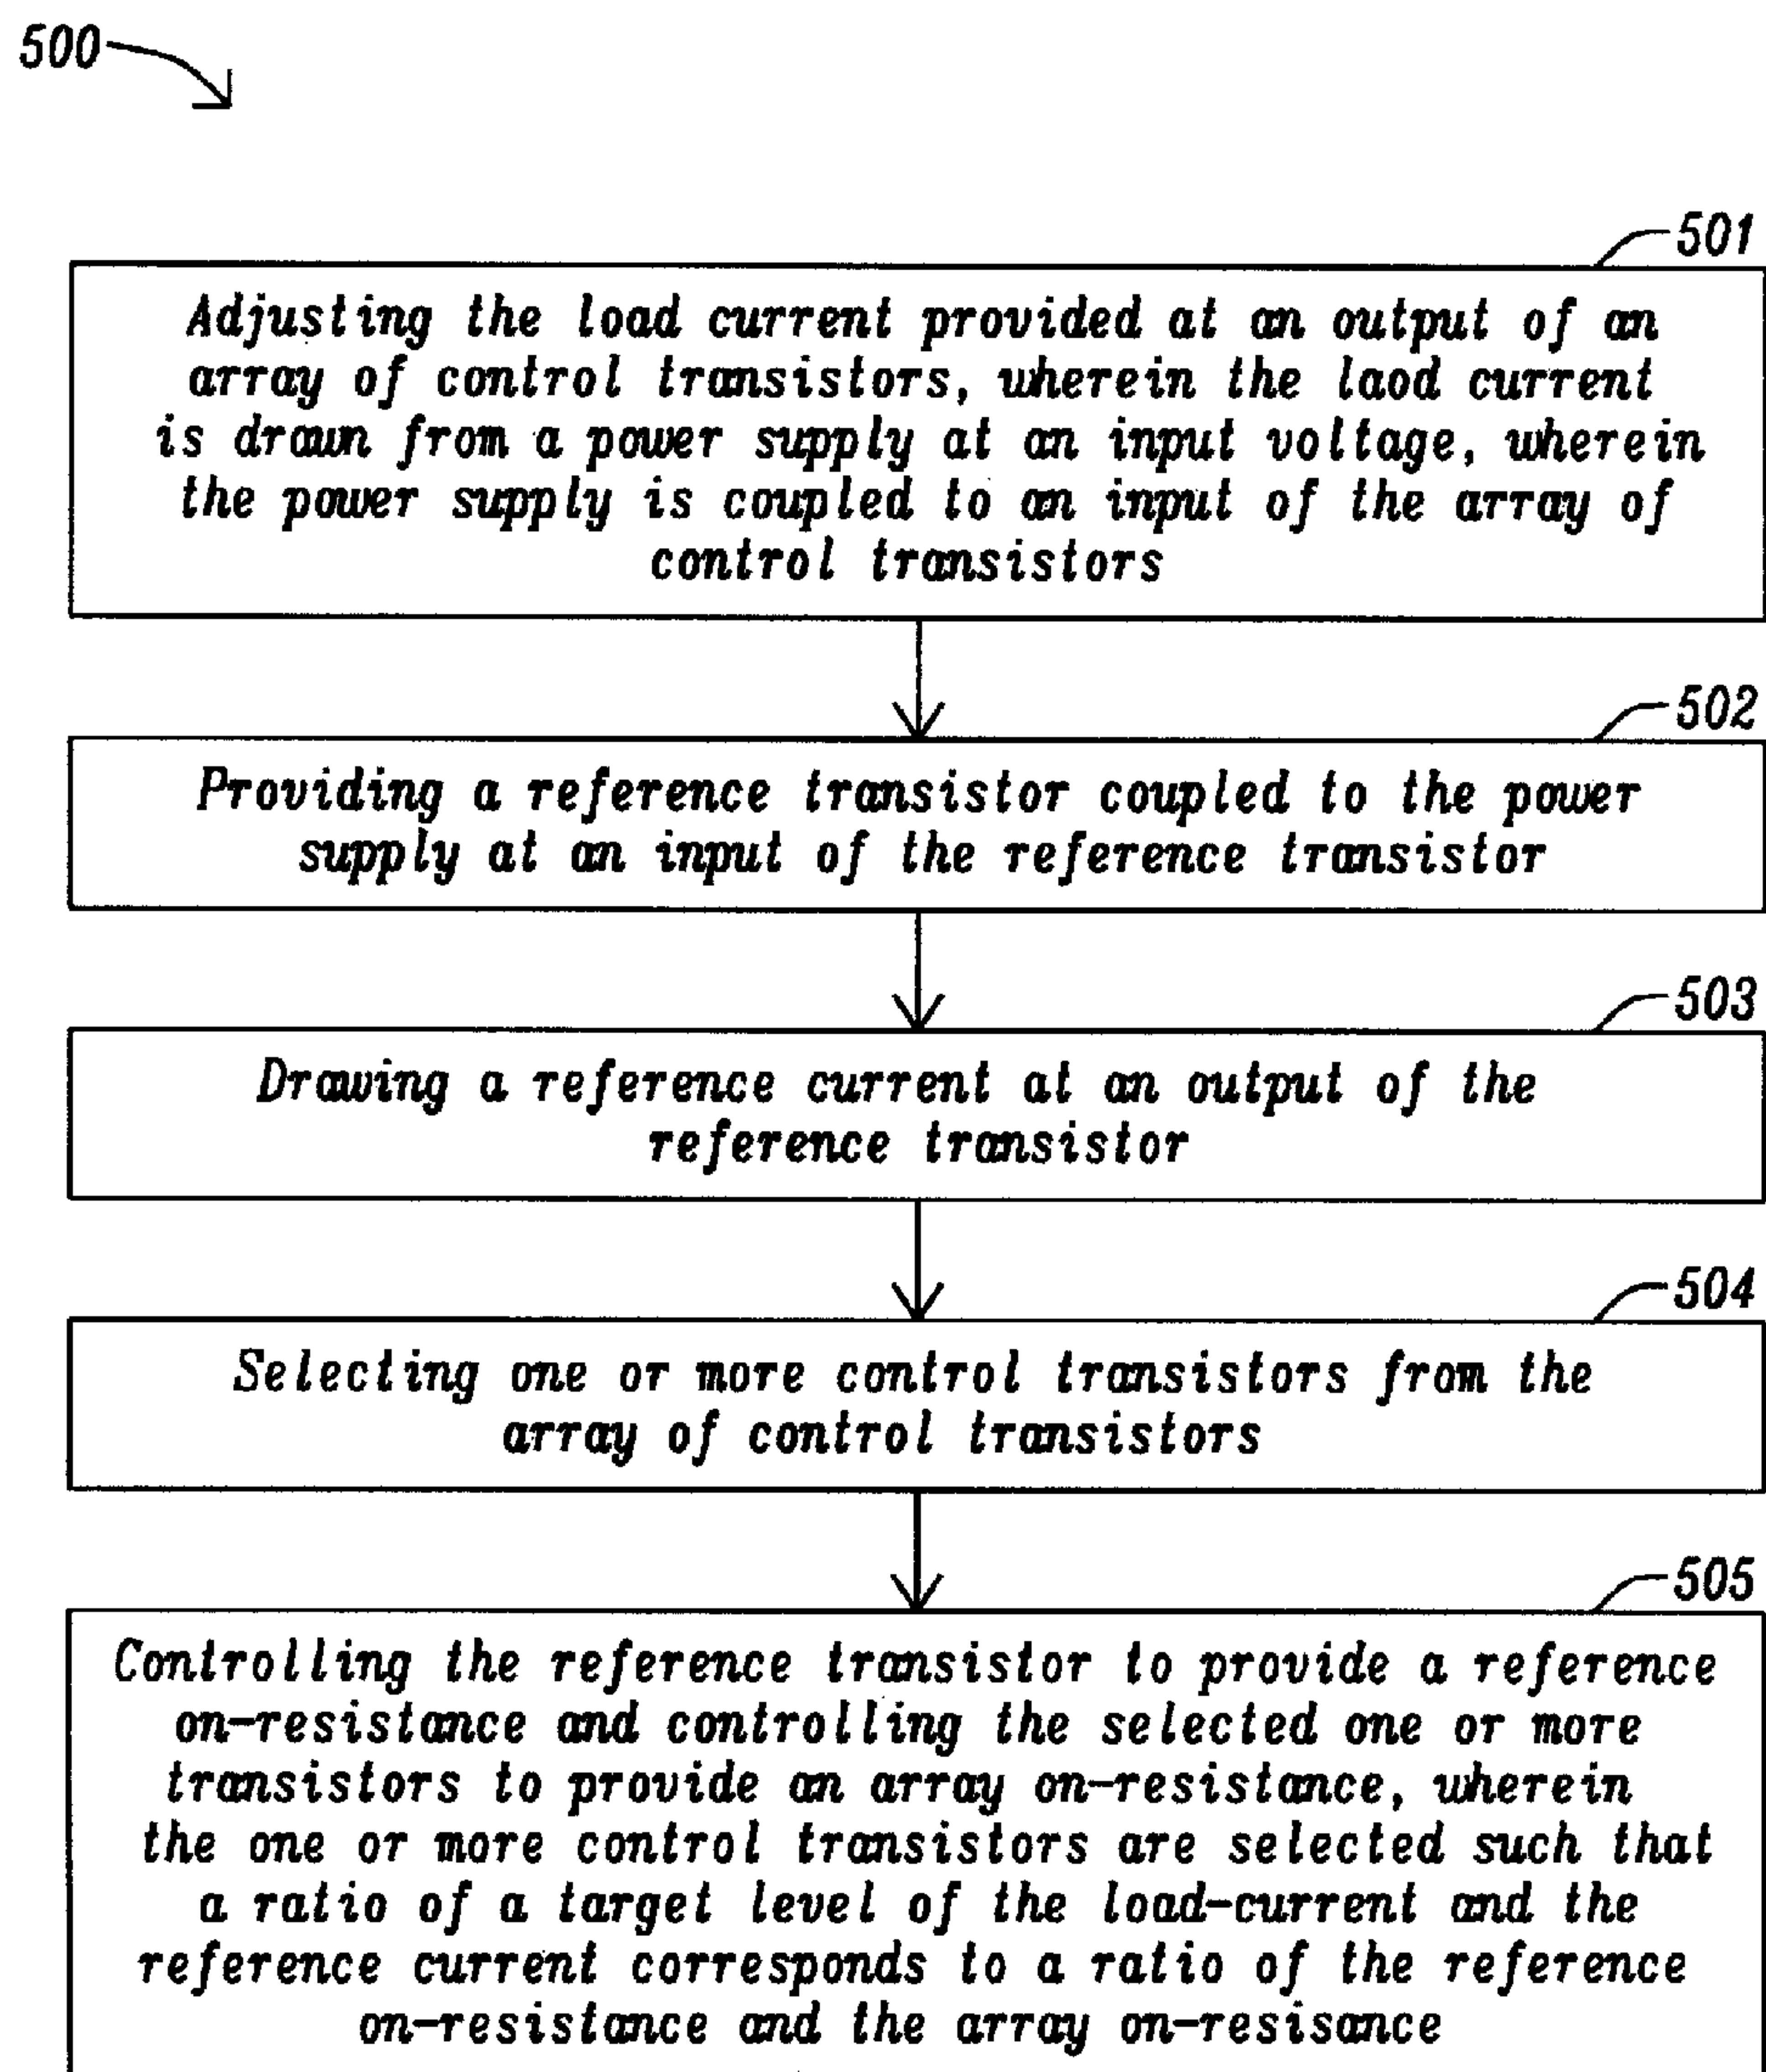 500
501
Adjusting the load current provided at an output of an
array of control transistors, wherein the laod current
is drawn from a power supply at an input voltage, wherein
the power supply is coupled to an input of the array of
control transistors
502
Providing a reference transistor coupled to the power
supply at an input of the reference transistor
503
Drawing a reference current at an output of the
reference transistor
504
Selecting one or more control transistors from the
array of control transistors
505
Controlling the reference transistor to provide a reference
on-resistance and controlling the selected one or more
transistors to provide an array on-resistance, wherein
the one or more control transistors are selected such that
a ratio of a target level of the load-current and the
reference current corresponds to a ratio of the reference
on-resistance and the array on-resisance